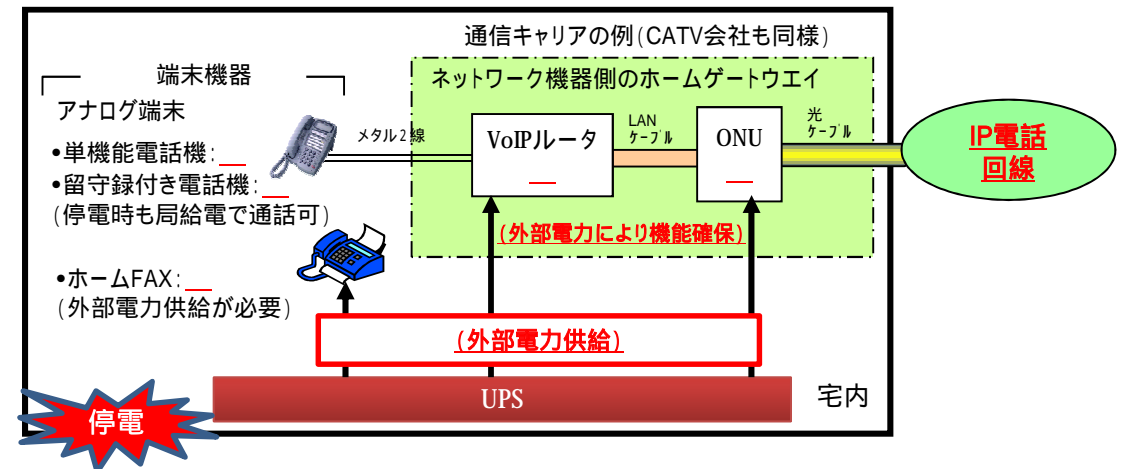 通信キャリアの例(CATV会社も同様)
端末機器
ネットワーク機器側のホームゲートウエイ
アナログ端末
•単機能電話機:
•留守録付き電話機:
(停電時も局給電で通話可)
メタル2線
VoIPルータ
LAN
ケーブル
ONU
光
ケーブル
IP電話
回線
(外部電力により機能確保)
•ホームFAX:
(外部電力供給が必要)
(外部電力供給)
UPS
宅内
停電